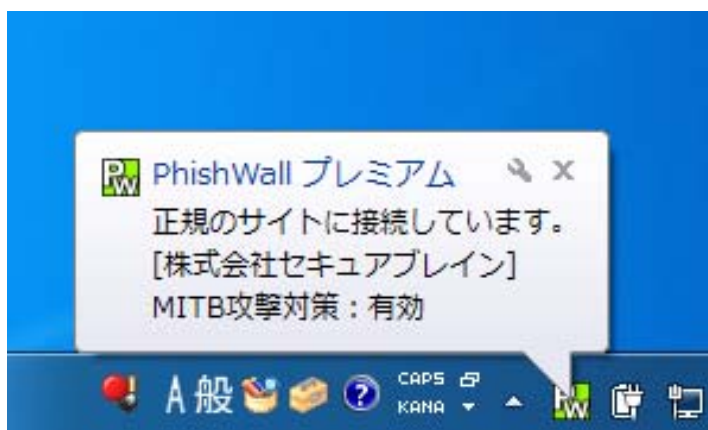 PW PhishWall プレミアム
正規のサイトに接続しています。
[株式会社セキュアブレイン]
MITB攻撃対策：有効
A 般 ? CAPS PW
KANA